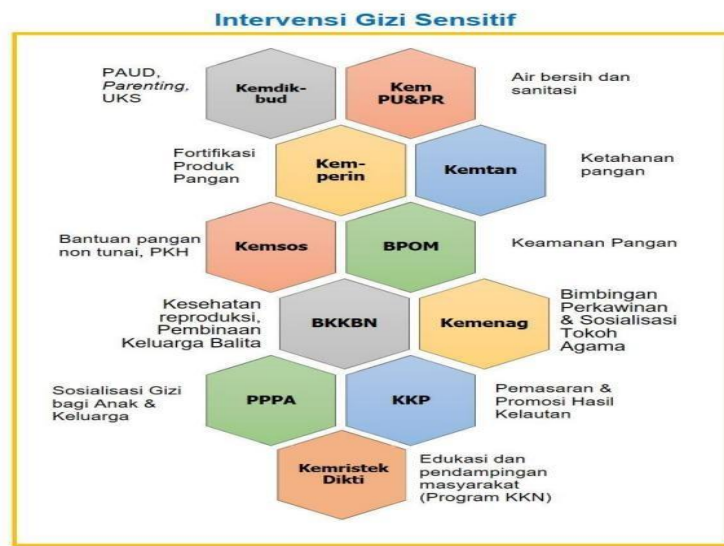 Intervensi Gizi Sensitif
PAUD,
Parenting,
UKS
Kemdik-
bud
Kem
PU&PR
Air bersih dan
sanitasi
Fortifikasi
Produk
Pangan
Kem-
perin
Kemtan
Ketahanan
pangan
Bantuan pangan
non tunai, PKH
Kemsos
BPOM
Keamanan Pangan
Kesehatan
reproduksi,
Pembinaan
Keluarga Balita
BKKBN
Kemenag
Bimbingan
Perkawinan
& Sosialisasi
Tokoh
Agama
Sosialisasi Gizi
bagi Anak &
Keluarga
PPPA
KKP
Pemasaran &
Promosi Hasil
Kelautan
Kemristek
Dikti
Edukasi dan
pendampingan
masyarakat
(Program KKN)